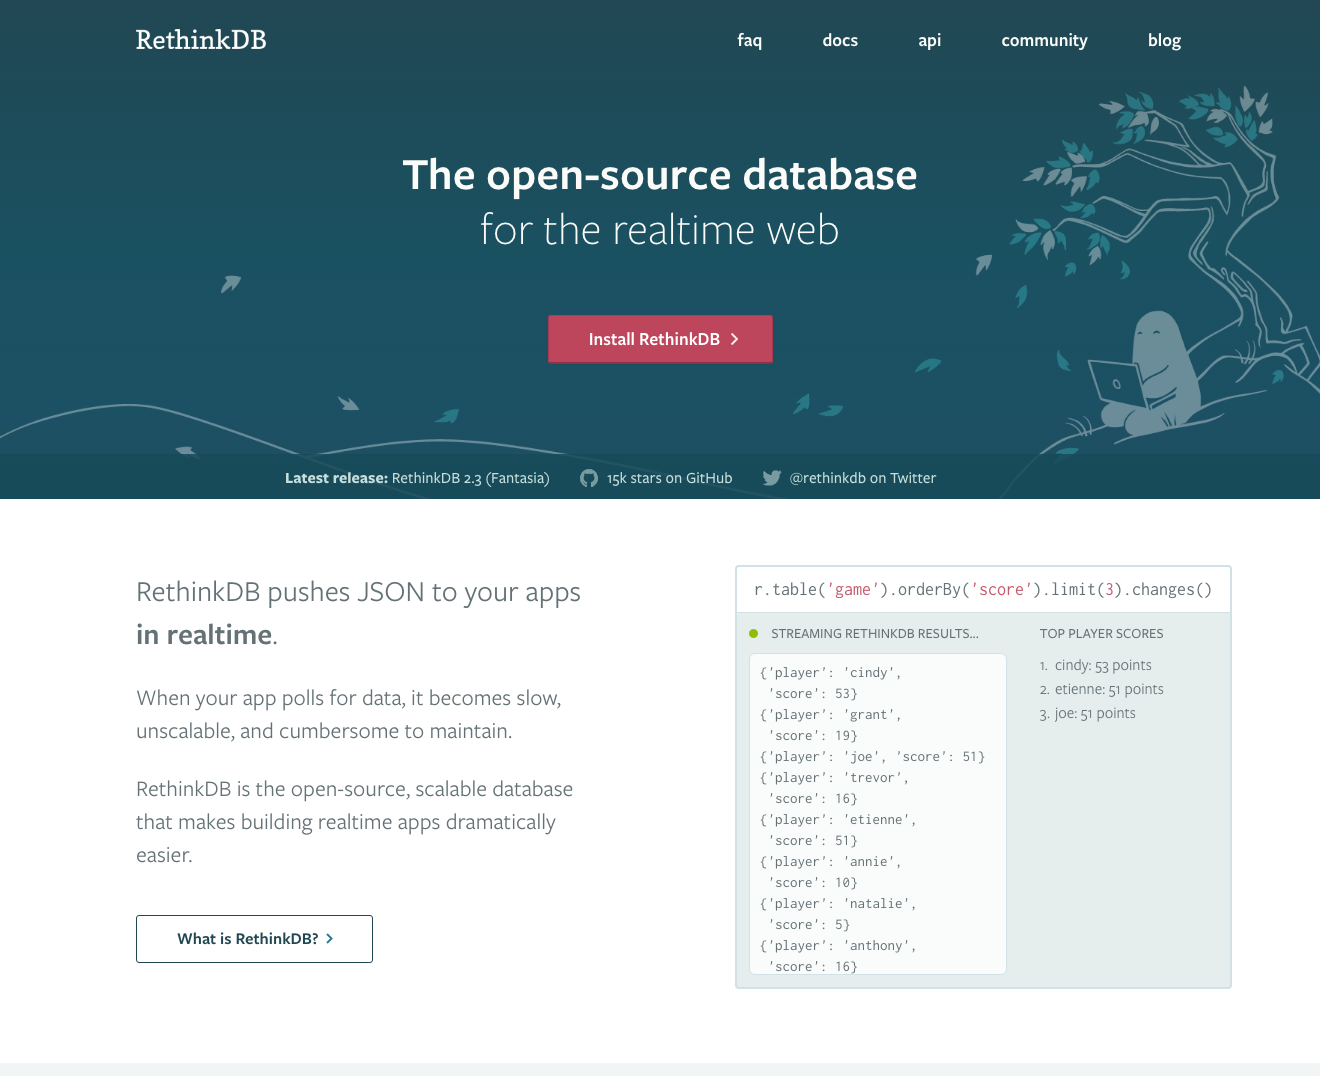 RethinkDB
faq docs api community blog
The open-source database
for the realtime web
Install RethinkDB
Latest release: RethinkDB 2.3 (Fantasia) 15k stars on GitHub @rethinkdb on Twitter
RethinkDB pushes JSON to your apps
in realtime.
When your app polls for data, it becomes slow,
unscalable, and cumbersome to maintain.
RethinkDB is the open-source, scalable database
that makes building realtime apps dramatically
easier.
What is RethinkDB?
r.table('game').orderBy('score').limit(3).changes()
STREAMING RETHINKDB RESULTS...
{'player': 'cindy',
'score': 53}
{'player': 'grant',
'score': 19}
{'player': 'joe', 'score': 51}
{'player': 'trevor',
'score': 16}
{'player': 'etienne',
'score': 51}
{'player': 'annie',
'score': 10}
{'player': 'natalie',
'score': 5}
{'player': 'anthony',
'score': 16}
TOP PLAYER SCORES
1. cindy: 53 points
2. etienne: 51 points
3. joe: 51 points